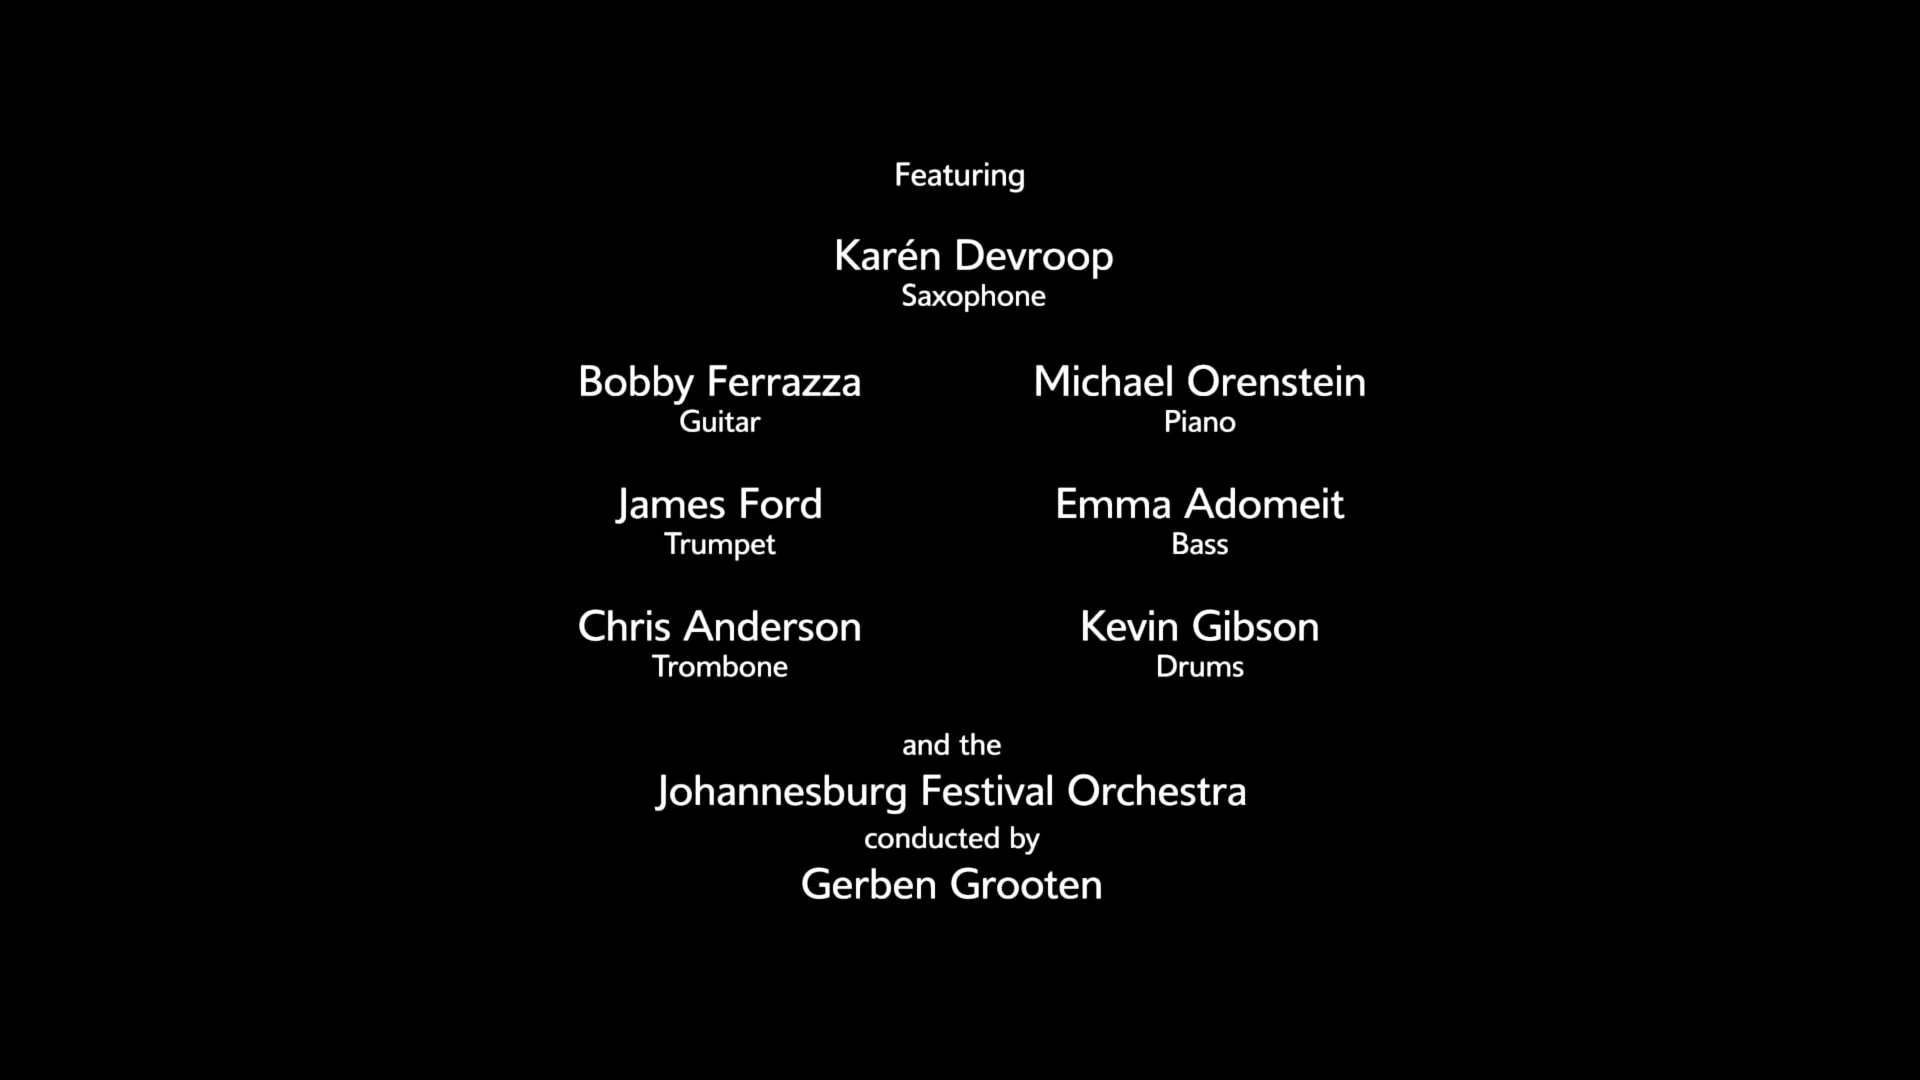 Featuring
Karén Devroop
Saxophone
Bobby Ferrazza
Guitar
Michael Orenstein
Piano
James Ford
Trumpet
Emma Adomeit
Bass
Chris Anderson
Trombone
Kevin Gibson
Drums
and the
Johannesburg Festival Orchestra
conducted by
Gerben Grooten